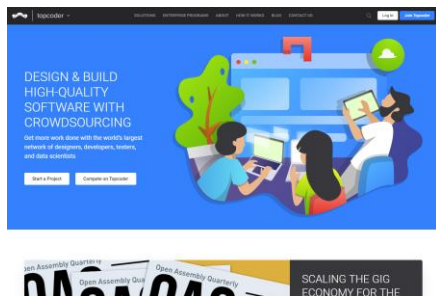 topcoder
SOLUTIONS ENTERPRISE PROGRAMS ABOUT HOW IT WORKS BLOG CONTACT US
Log In
Join Topcoder
DESIGN & BUILD
HIGH-QUALITY
SOFTWARE WITH
CROWDSOURCING
Get more work done with the world's largest
network of designers, developers, testers,
and data scientists
Start a Project
Compete on Topcoder
Open Assembly Quarterly
Open Assembly Quarterly
Open Assembly Quarterly
SCALING THE GIG
ECONOMY FOR THE